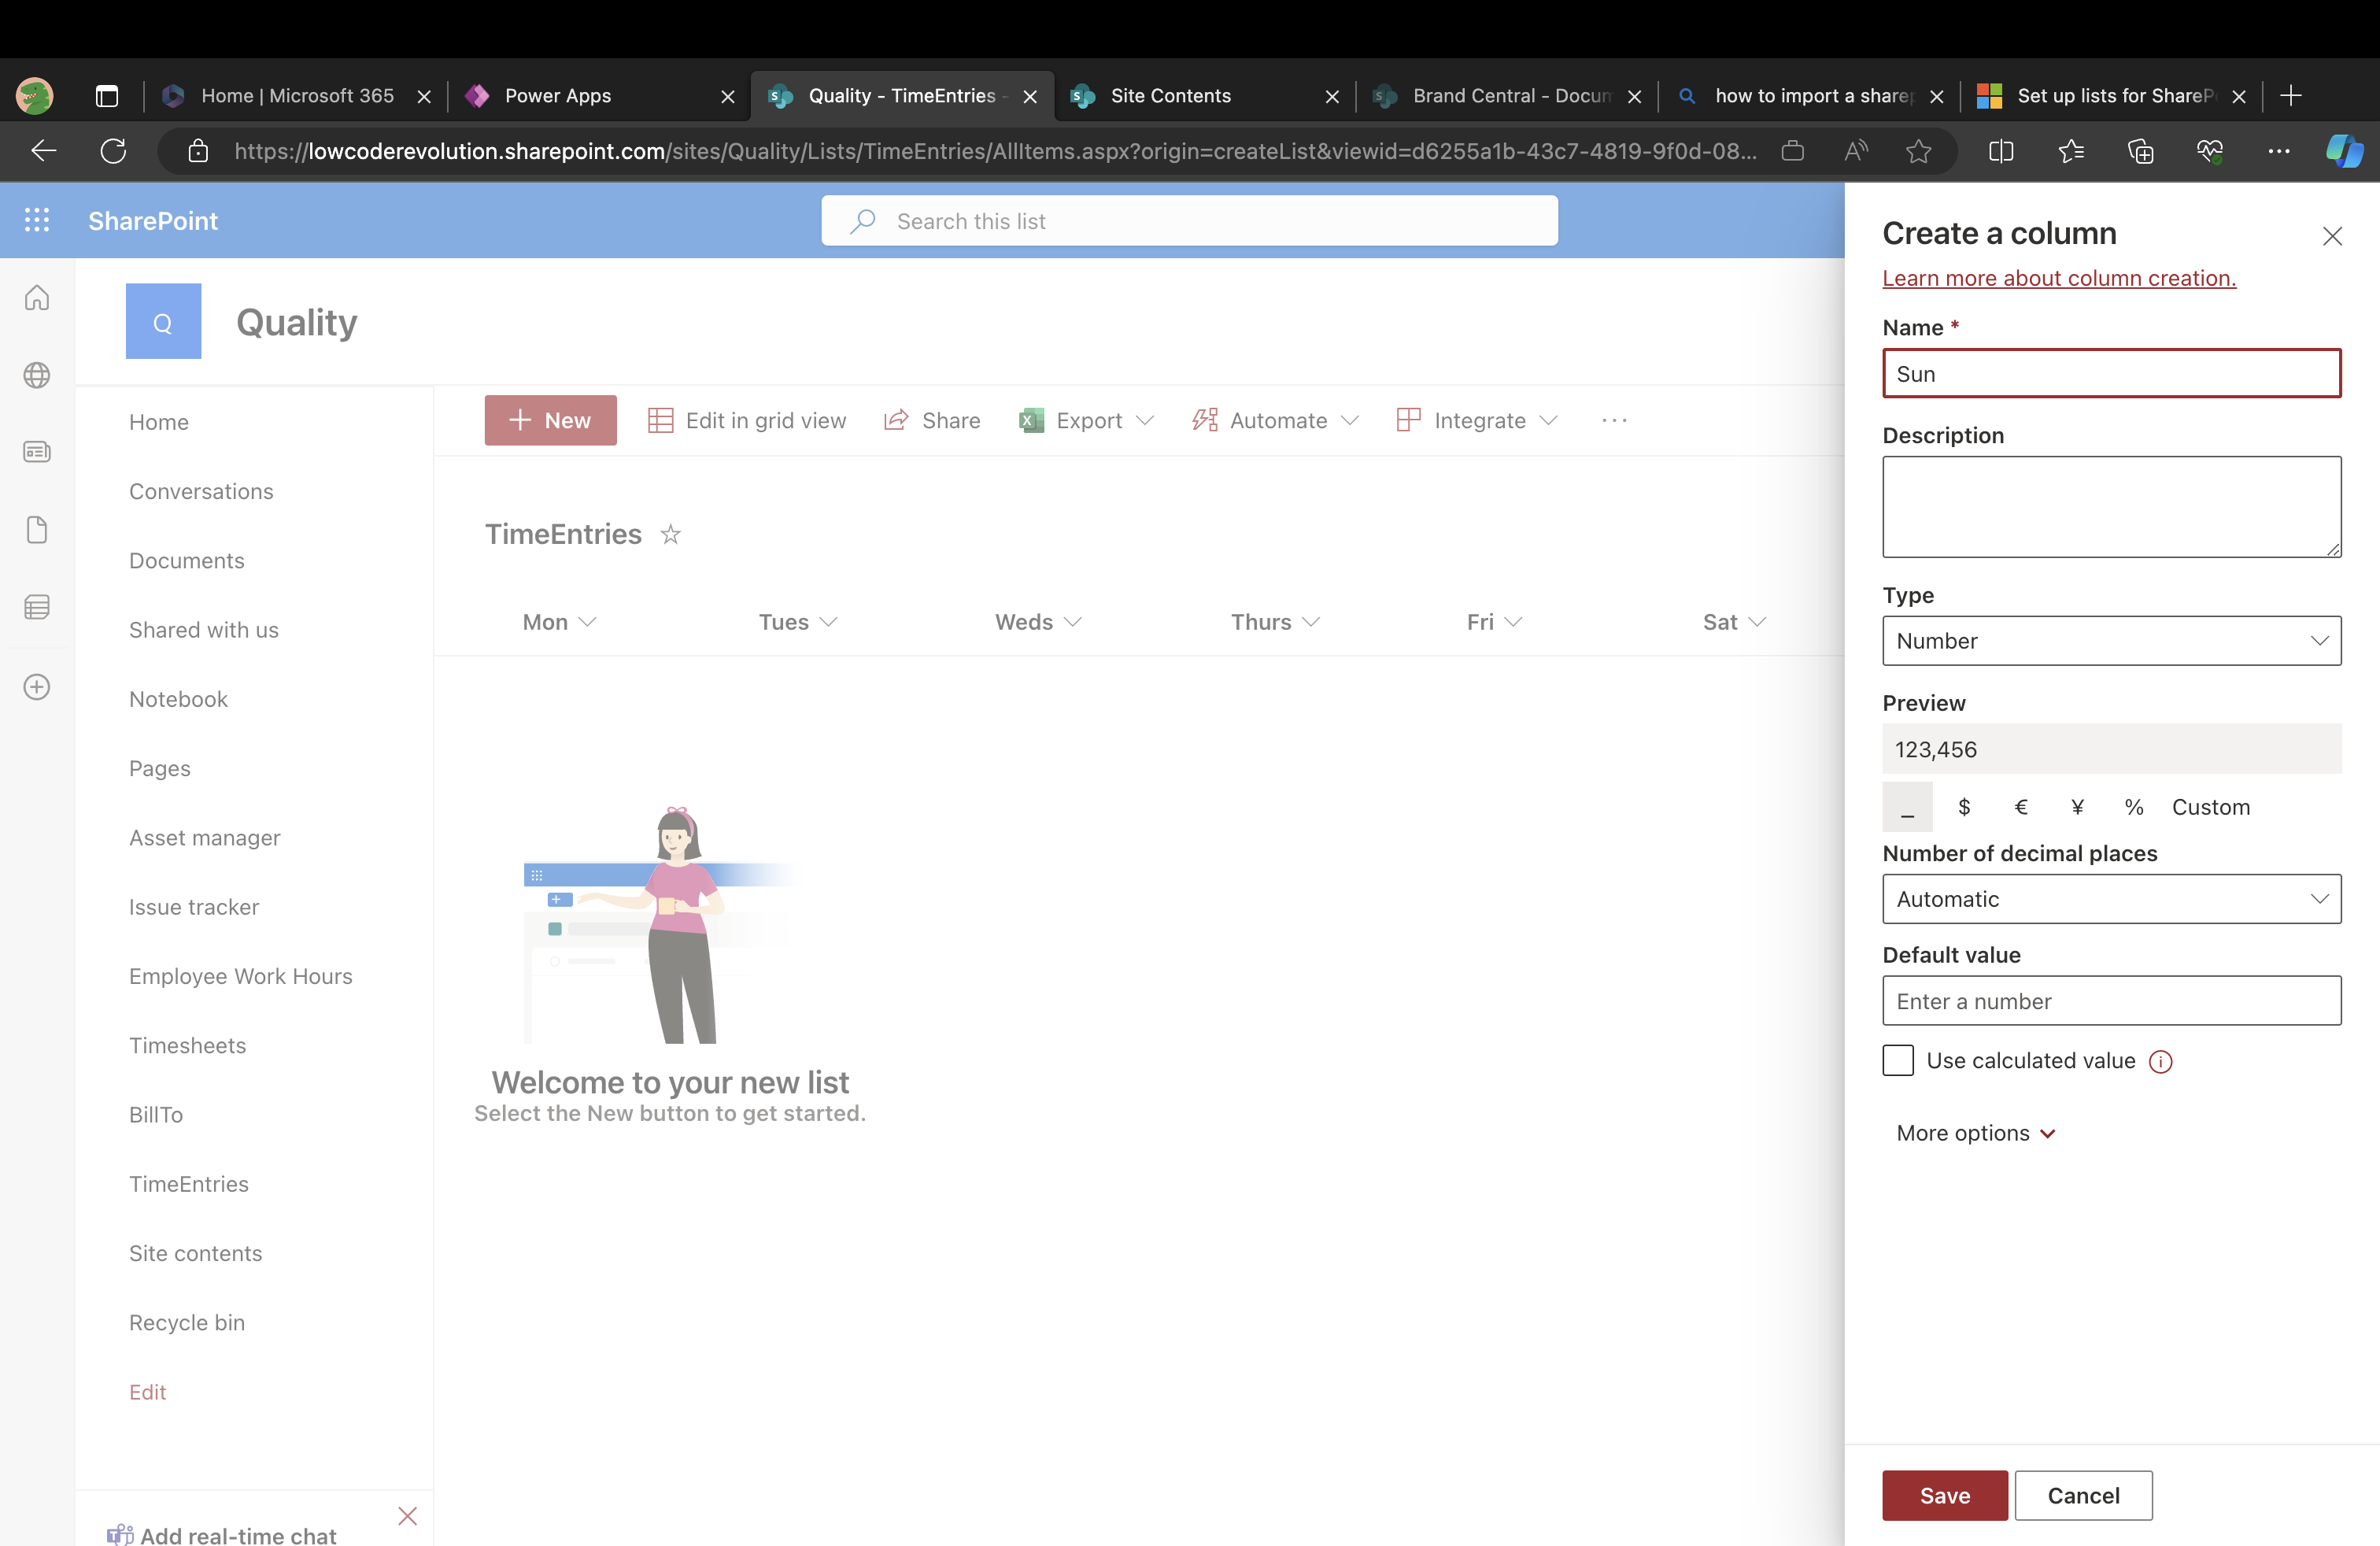 Home | Microsoft 365
Power Apps
Quality - TimeEntries -
Site Contents
Brand Central - Docum
how to import a sharep
Set up lists for ShareP
https://lowcoderevolution.sharepoint.com/sites/Quality/Lists/TimeEntries/AllItems.aspx?origin=createList&viewid=d6255a1b-43c7-4819-9f0d-08...
SharePoint
Search this list
Q
Quality
Home
Conversations
Documents
Shared with us
Notebook
Pages
Asset manager
Issue tracker
Employee Work Hours
Timesheets
BillTo
TimeEntries
Site contents
Recycle bin
Edit
Add real-time chat
+ New
Edit in grid view
Share
Export
Automate
Integrate
...
TimeEntries
Mon
Tues
Weds
Thurs
Fri
Sat
Welcome to your new list
Select the New button to get started.
Create a column
Learn more about column creation.
Name *
Sun
Description
Type
Number
Preview
123,456
_ $ € ¥ % Custom
Number of decimal places
Automatic
Default value
Enter a number
Use calculated value
More options
Save
Cancel